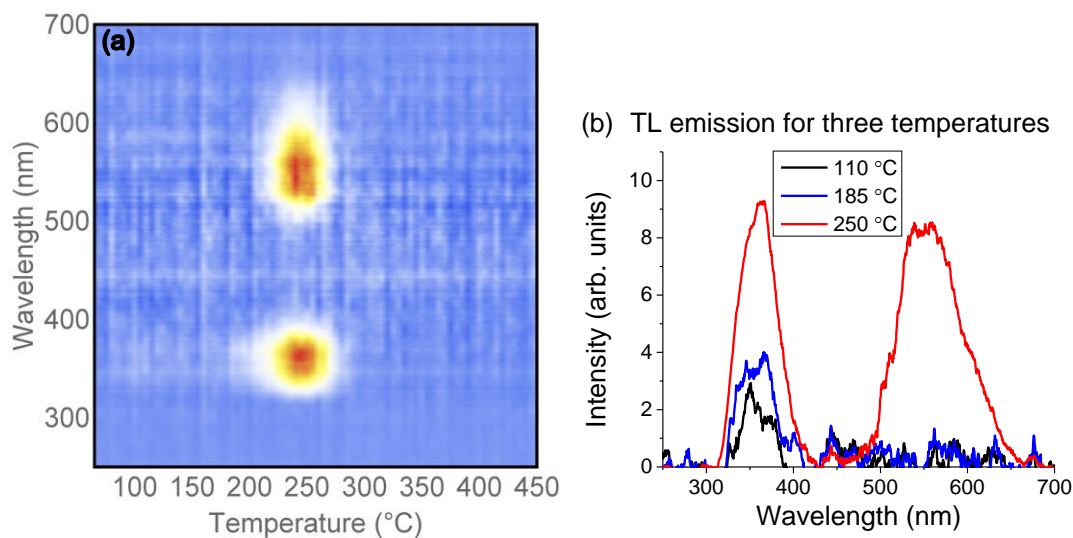 (a)
700
600
500
400
300
Wavelength (nm)
100 150 200 250 300 350 400 450
Temperature (°C)
(b) TL emission for three temperatures
110 °C
185 °C
250 °C
10
8
6
4
2
0
Intensity (arb. units)
300 400 500 600 700
Wavelength (nm)